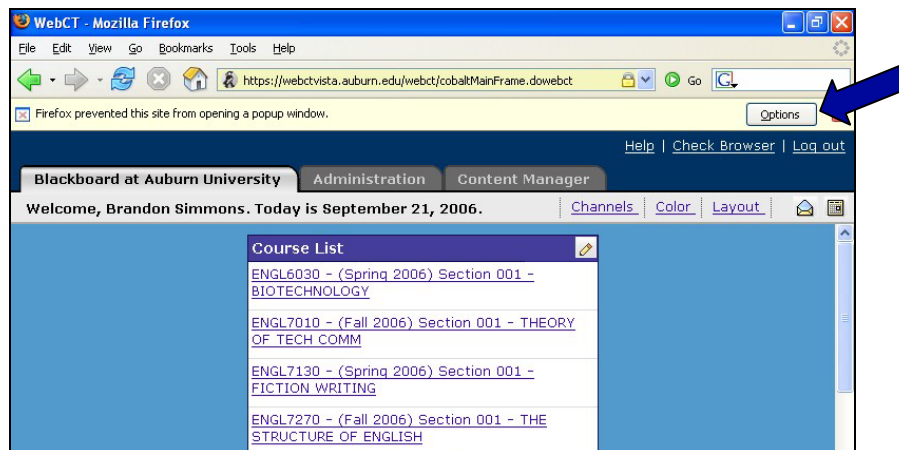 WebCT - Mozilla Firefox
File Edit View Go Bookmarks Tools Help
https://webctvista.auburn.edu/webct/cobaltMainFrame.dowebct Go G
Firefox prevented this site from opening a popup window. Options
Help | Check Browser | Log out
Blackboard at Auburn University Administration Content Manager
Welcome, Brandon Simmons. Today is September 21, 2006. Channels Color Layout
Course List
ENGL6030 - (Spring 2006) Section 001 -
BIOTECHNOLOGY
ENGL7010 - (Fall 2006) Section 001 - THEORY
OF TECH COMM
ENGL7130 - (Spring 2006) Section 001 -
FICTION WRITING
ENGL7270 - (Fall 2006) Section 001 - THE
STRUCTURE OF ENGLISH